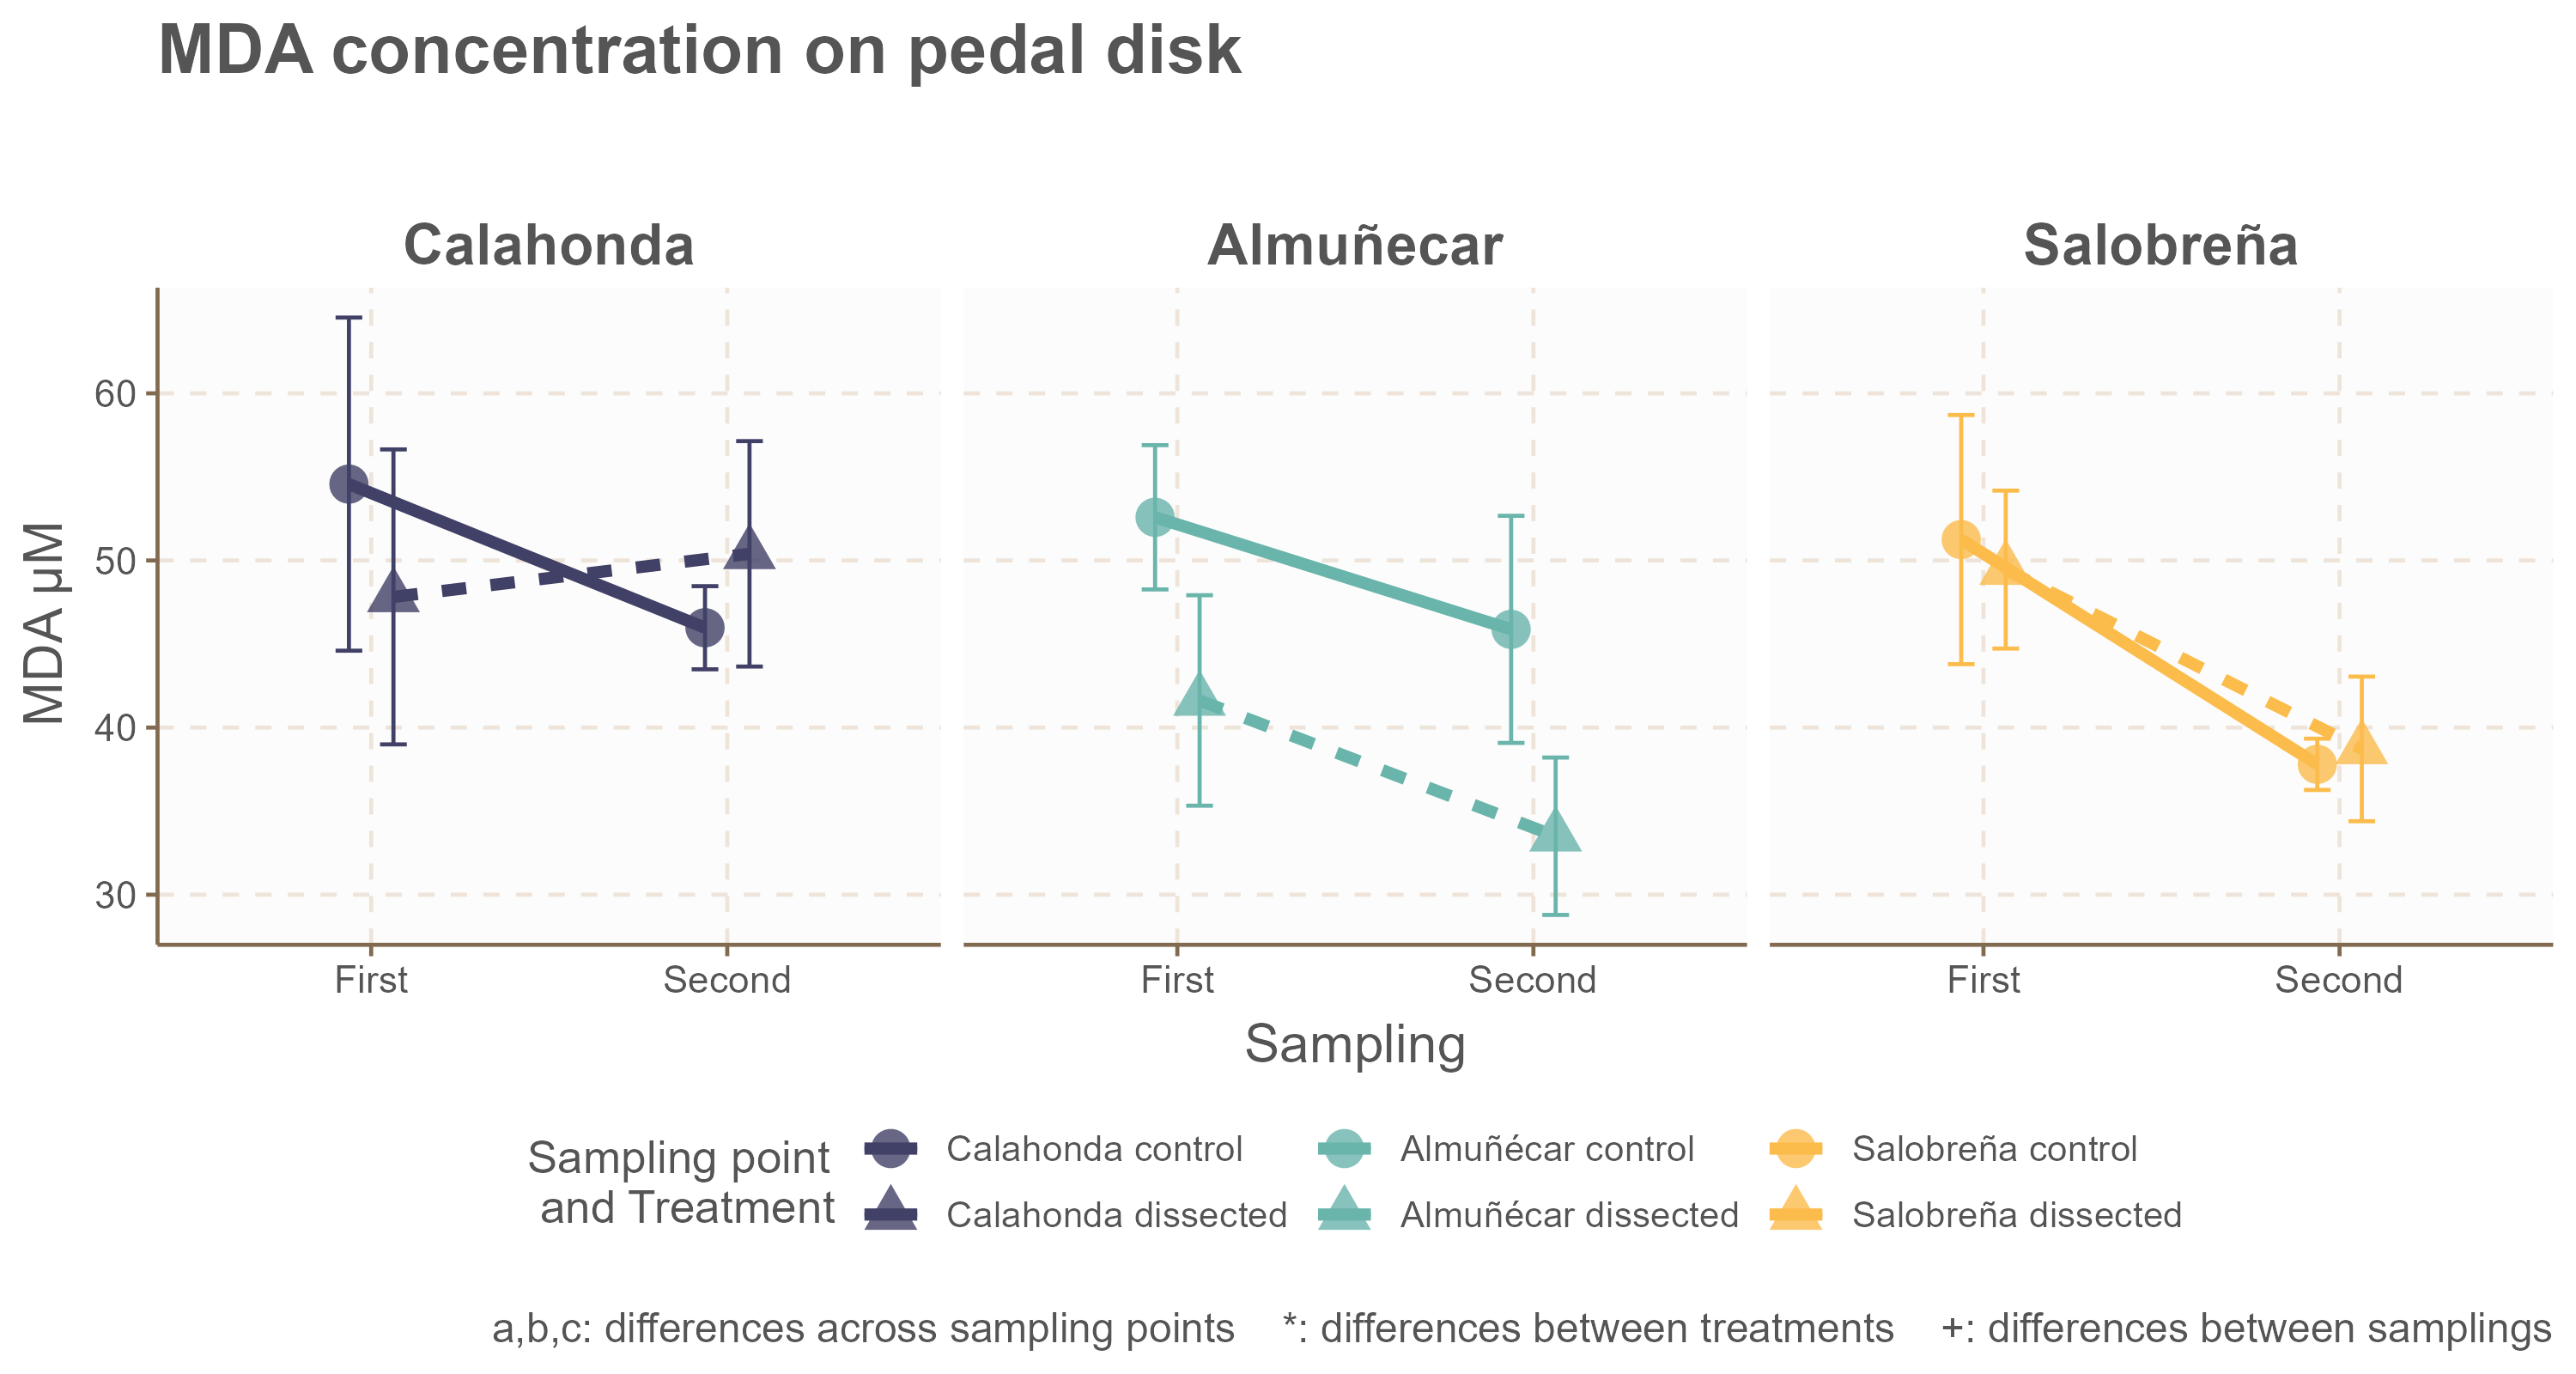 MDA concentration on pedal disk
Calahonda
Almuñecar
Salobreña
MDA µM
60
50
40
30
First
Second
First
Second
First
Second
Sampling
Sampling point
and Treatment
Calahonda control
Almuñécar control
Salobreña control
Calahonda dissected
Almuñécar dissected
Salobreña dissected
a,b,c: differences across sampling points *: differences between treatments +: differences between samplings